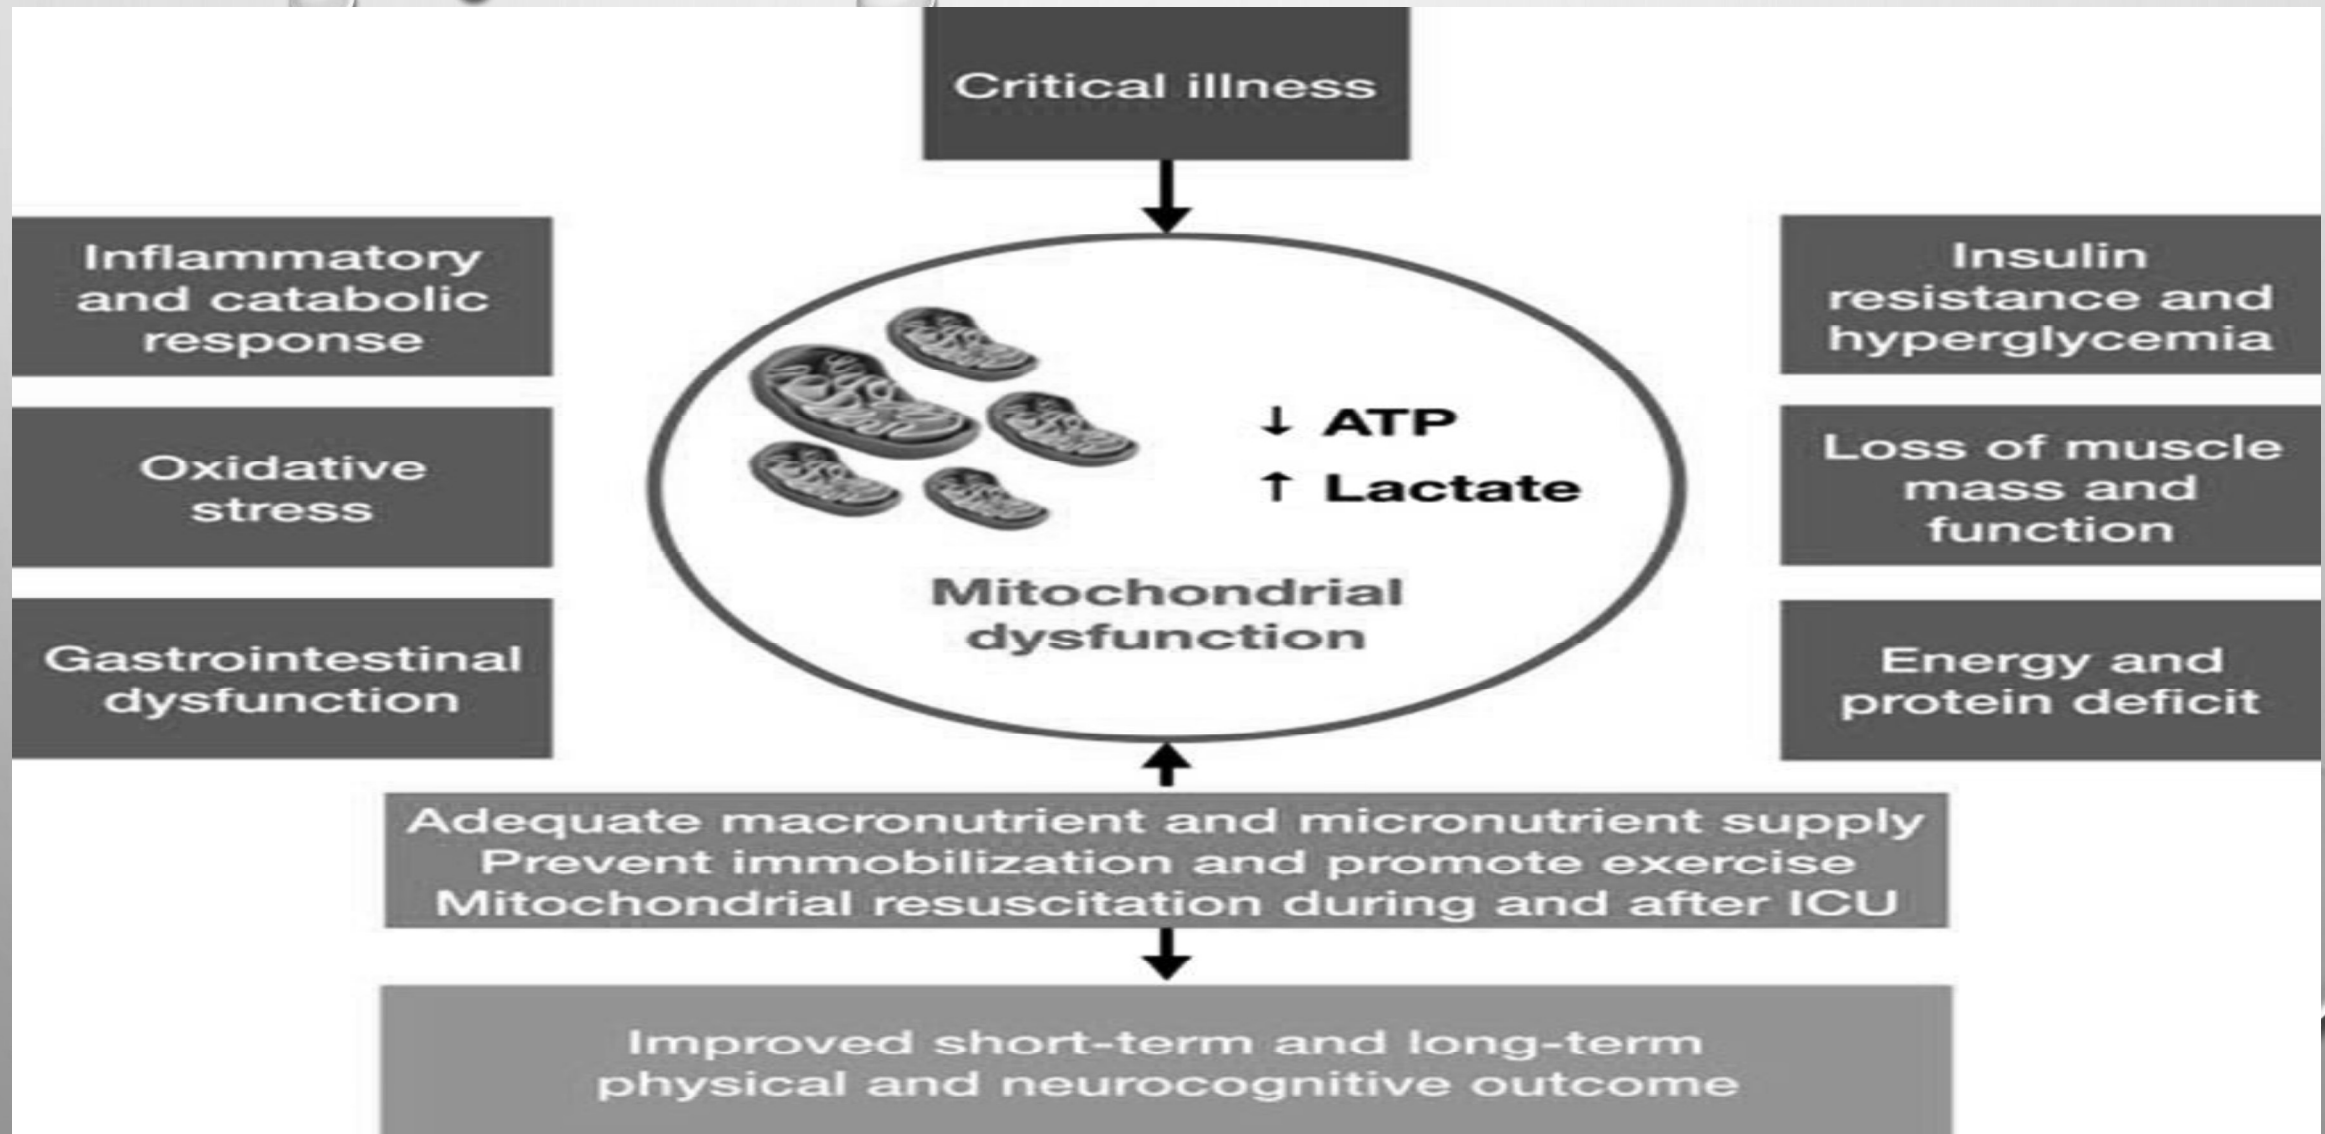 Critical illness
Inflammatory
and catabolic
response
Oxidative
stress
Gastrointestinal
dysfunction
↓ ATP
↑ Lactate
Mitochondrial
dysfunction
Insulin
resistance and
hyperglycemia
Loss of muscle
mass and
function
Energy and
protein deficit
Adequate macronutrient and micronutrient supply
Prevent immobilization and promote exercise
Mitochondrial resuscitation during and after ICU
Improved short-term and long-term
physical and neurocognitive outcome